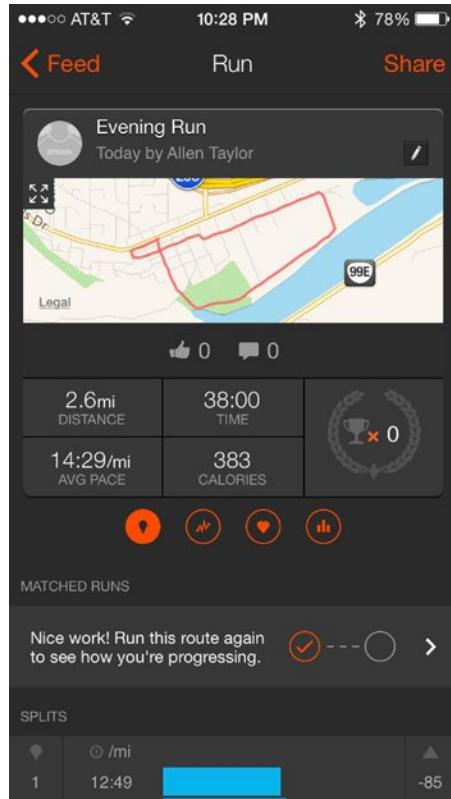 AT&T 10:28 PM 78%
Feed Run Share
Evening Run
Today by Allen Taylor
s Dr
99E
Legal
0 0
2.6mi 38:00
DISTANCE TIME
0
14:29/mi 383
AVG PACE CALORIES
MATCHED RUNS
Nice work! Run this route again
to see how you're progressing.
SPLITS
/mi
1 12:49 -85